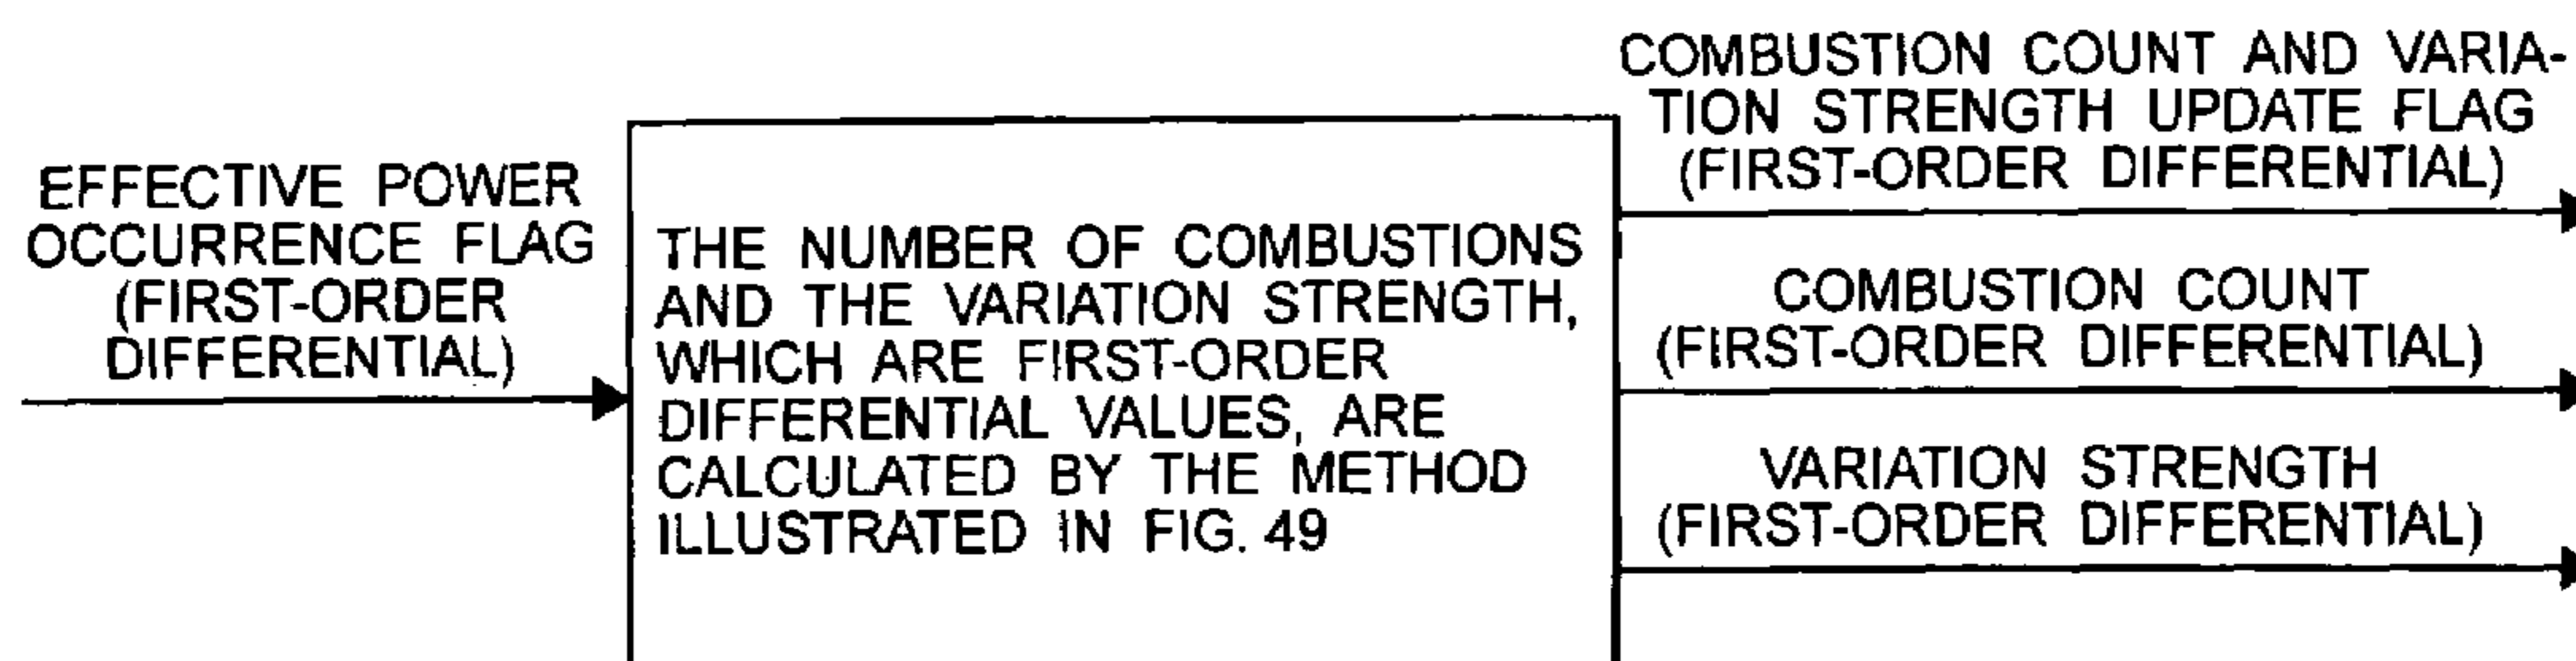 EFFECTIVE POWER
OCCURRENCE FLAG
(FIRST-ORDER
DIFFERENTIAL)
THE NUMBER OF COMBUSTIONS
AND THE VARIATION STRENGTH,
WHICH ARE FIRST-ORDER
DIFFERENTIAL VALUES, ARE
CALCULATED BY THE METHOD
ILLUSTRATED IN FIG. 49
COMBUSTION COUNT AND VARIA-
TION STRENGTH UPDATE FLAG
(FIRST-ORDER DIFFERENTIAL)
COMBUSTION COUNT
(FIRST-ORDER DIFFERENTIAL)
VARIATION STRENGTH
(FIRST-ORDER DIFFERENTIAL)